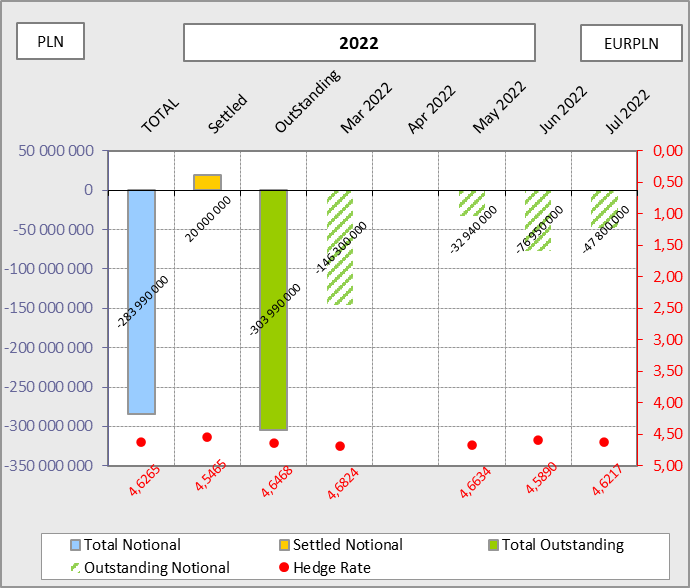 PLN
2022
EURPLN
TOTAL
Settled
OutStanding
Mar 2022
Apr 2022
May 2022
Jun 2022
Jul 2022
50 000 000
0
-50 000 000
-100 000 000
-150 000 000
-200 000 000
-250 000 000
-300 000 000
-350 000 000
0,00
0,50
1,00
1,50
2,00
2,50
3,00
3,50
4,00
4,50
5,00
-283 990 000
20 000 000
-303 990 000
-146 300 000
-32 940 000
-76 950 000
-47 800 000
4,6265
4,5465
4,6468
4,6824
4,6634
4,5890
4,6217
Total Notional
Settled Notional
Total Outstanding
Outstanding Notional
Hedge Rate